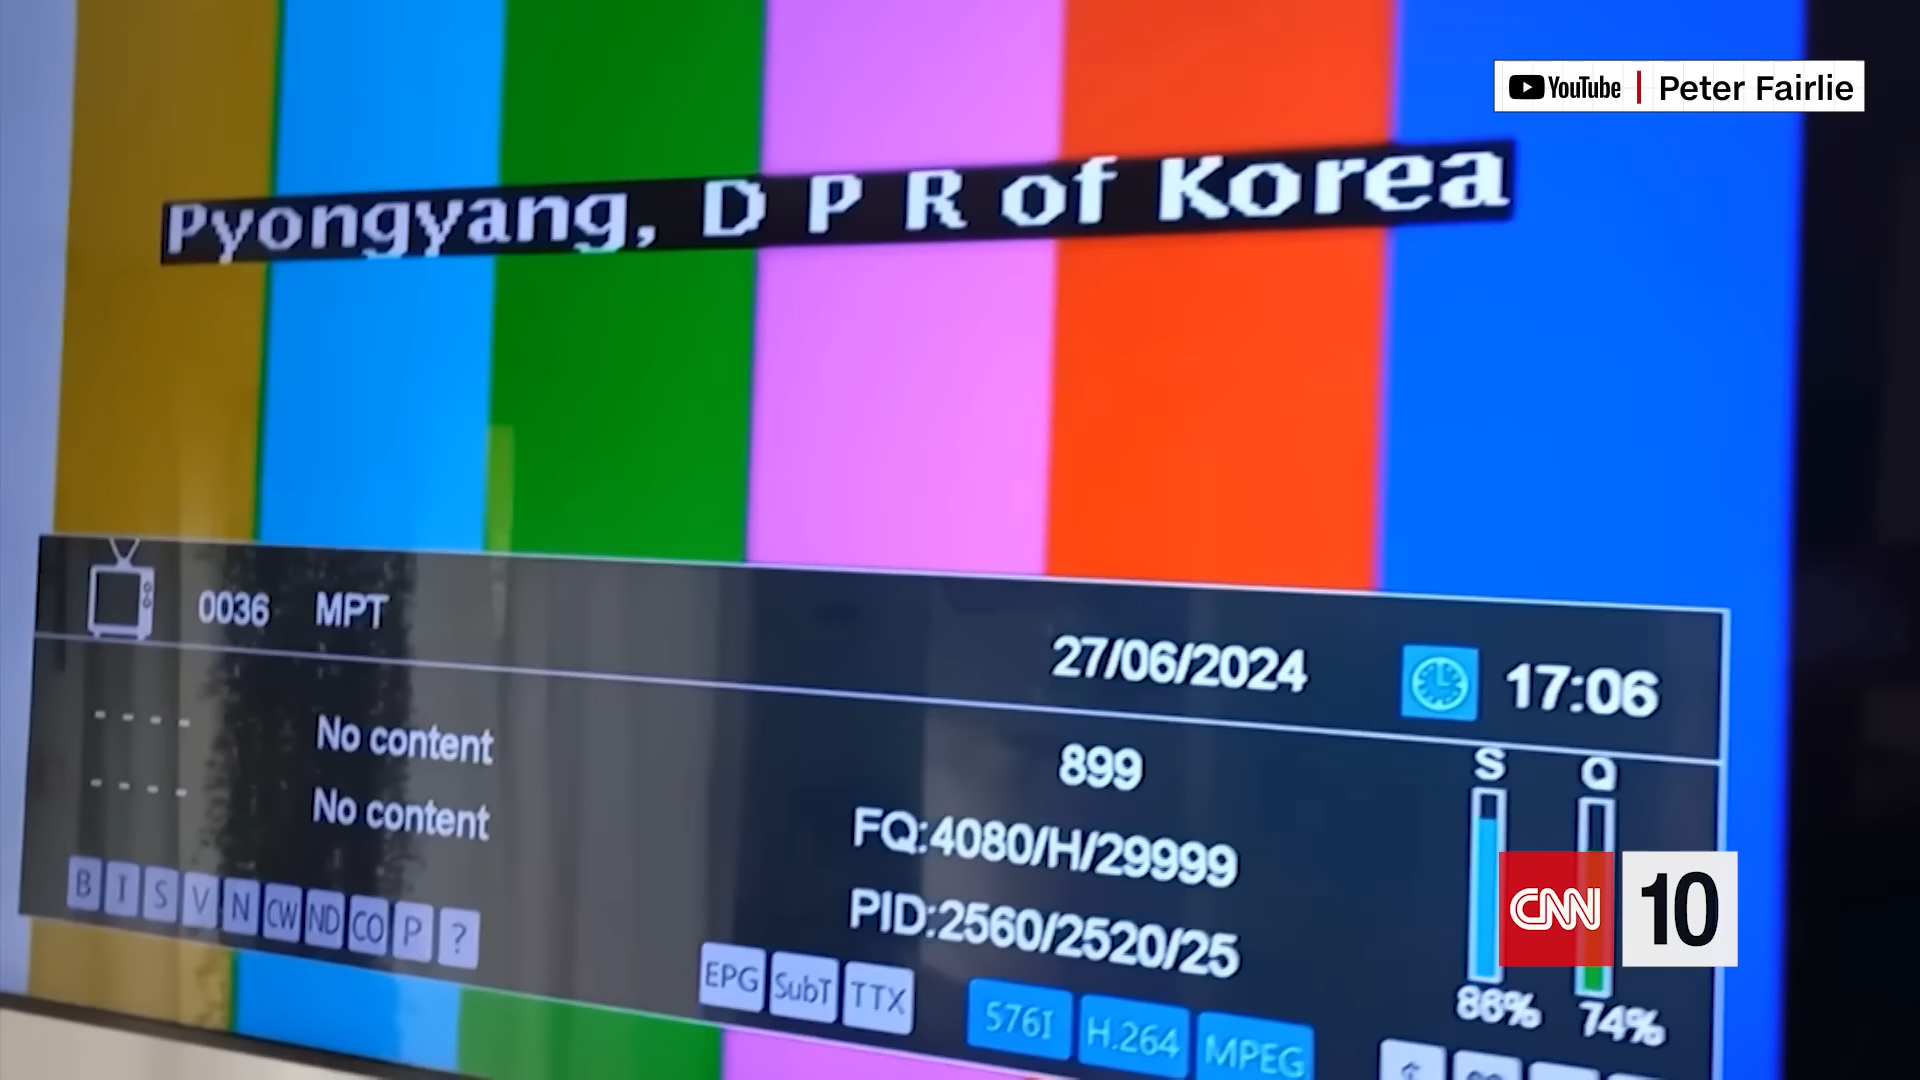 YouTube | Peter Fairlie
Pyongyang, D P R of Korea
0036 MPT
27/06/2024 17:06
- - - - No content
- - - - No content
899
FQ:4080/H/29999
PID:2560/2520/25
S Q
86% 74%
B I S V N CW ND CO P ?
EPG SubT TTX
576I H.264 MPEG
CNN 10